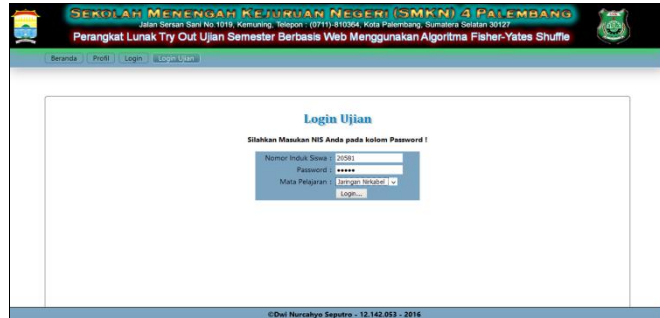 SEKOLAH MENENGAH KEJURUAN NEGERI (SMKN) 4 PALEMBANG
Jalan Sersan Sani No.1019, Kemuning, Telepon : (0711)-810364, Kota Palembang, Sumatera Selatan 30127
Perangkat Lunak Try Out Ujian Semester Berbasis Web Menggunakan Algoritma Fisher-Yates Shuffle
Beranda Profil Login Login Ujian
Login Ujian
Silahkan Masukan NIS Anda pada kolom Password !
Nomor Induk Siswa : 20581
Password : •••••
Mata Pelajaran : Jaringan Nirkabel
Login...
©Dwi Nurcahyo Seputro - 12.142.053 - 2016